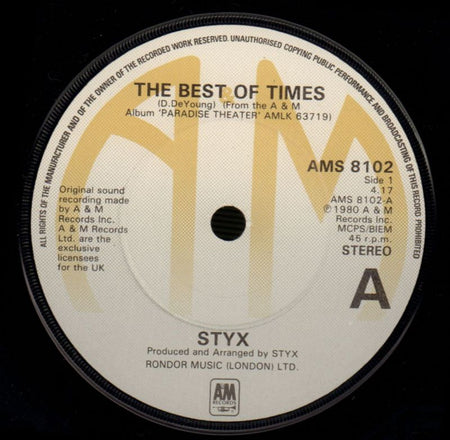 ALL RIGHTS OF THE MANUFACTURER AND OF THE OWNER OF THE RECORDED WORK RESERVED. UNAUTHORISED COPYING PUBLIC PERFORMANCE AND BROADCASTING OF THIS RECORD PROHIBITED
THE BEST OF TIMES
(D.DeYoung) (From the A & M
Album 'PARADISE THEATER' AMLK 63719)
AMS 8102
Side 1
4.17
AMS 8102-A
℗1980 A & M
Records Inc.
MCPS/BIEM
45 r.p.m.
STEREO
A
Original sound
recording made
by A & M
Records Inc.
A & M Records
Ltd. are the
exclusive
licensees
for the UK
STYX
Produced and Arranged by STYX
RONDOR MUSIC (LONDON) LTD.
A&M
RECORDS